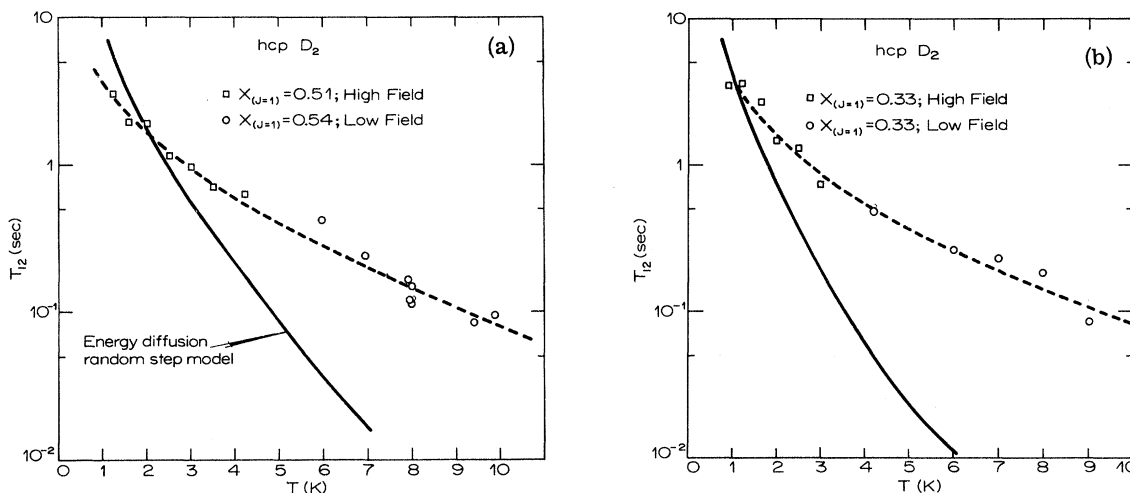 10
hcp D2
(a)
□ X(J=1)=0.51; High Field
○ X(J=1)=0.54; Low Field
1
T12 (sec)
10-1
Energy diffusion
random step model
10-2
0 1 2 3 4 5 6 7 8 9 10
T (K)
10
hcp D2
(b)
□ X(J=1)=0.33; High Field
○ X(J=1)=0.33; Low Field
1
T12 (sec)
10-1
10-2
0 1 2 3 4 5 6 7 8 9 10
T (K)